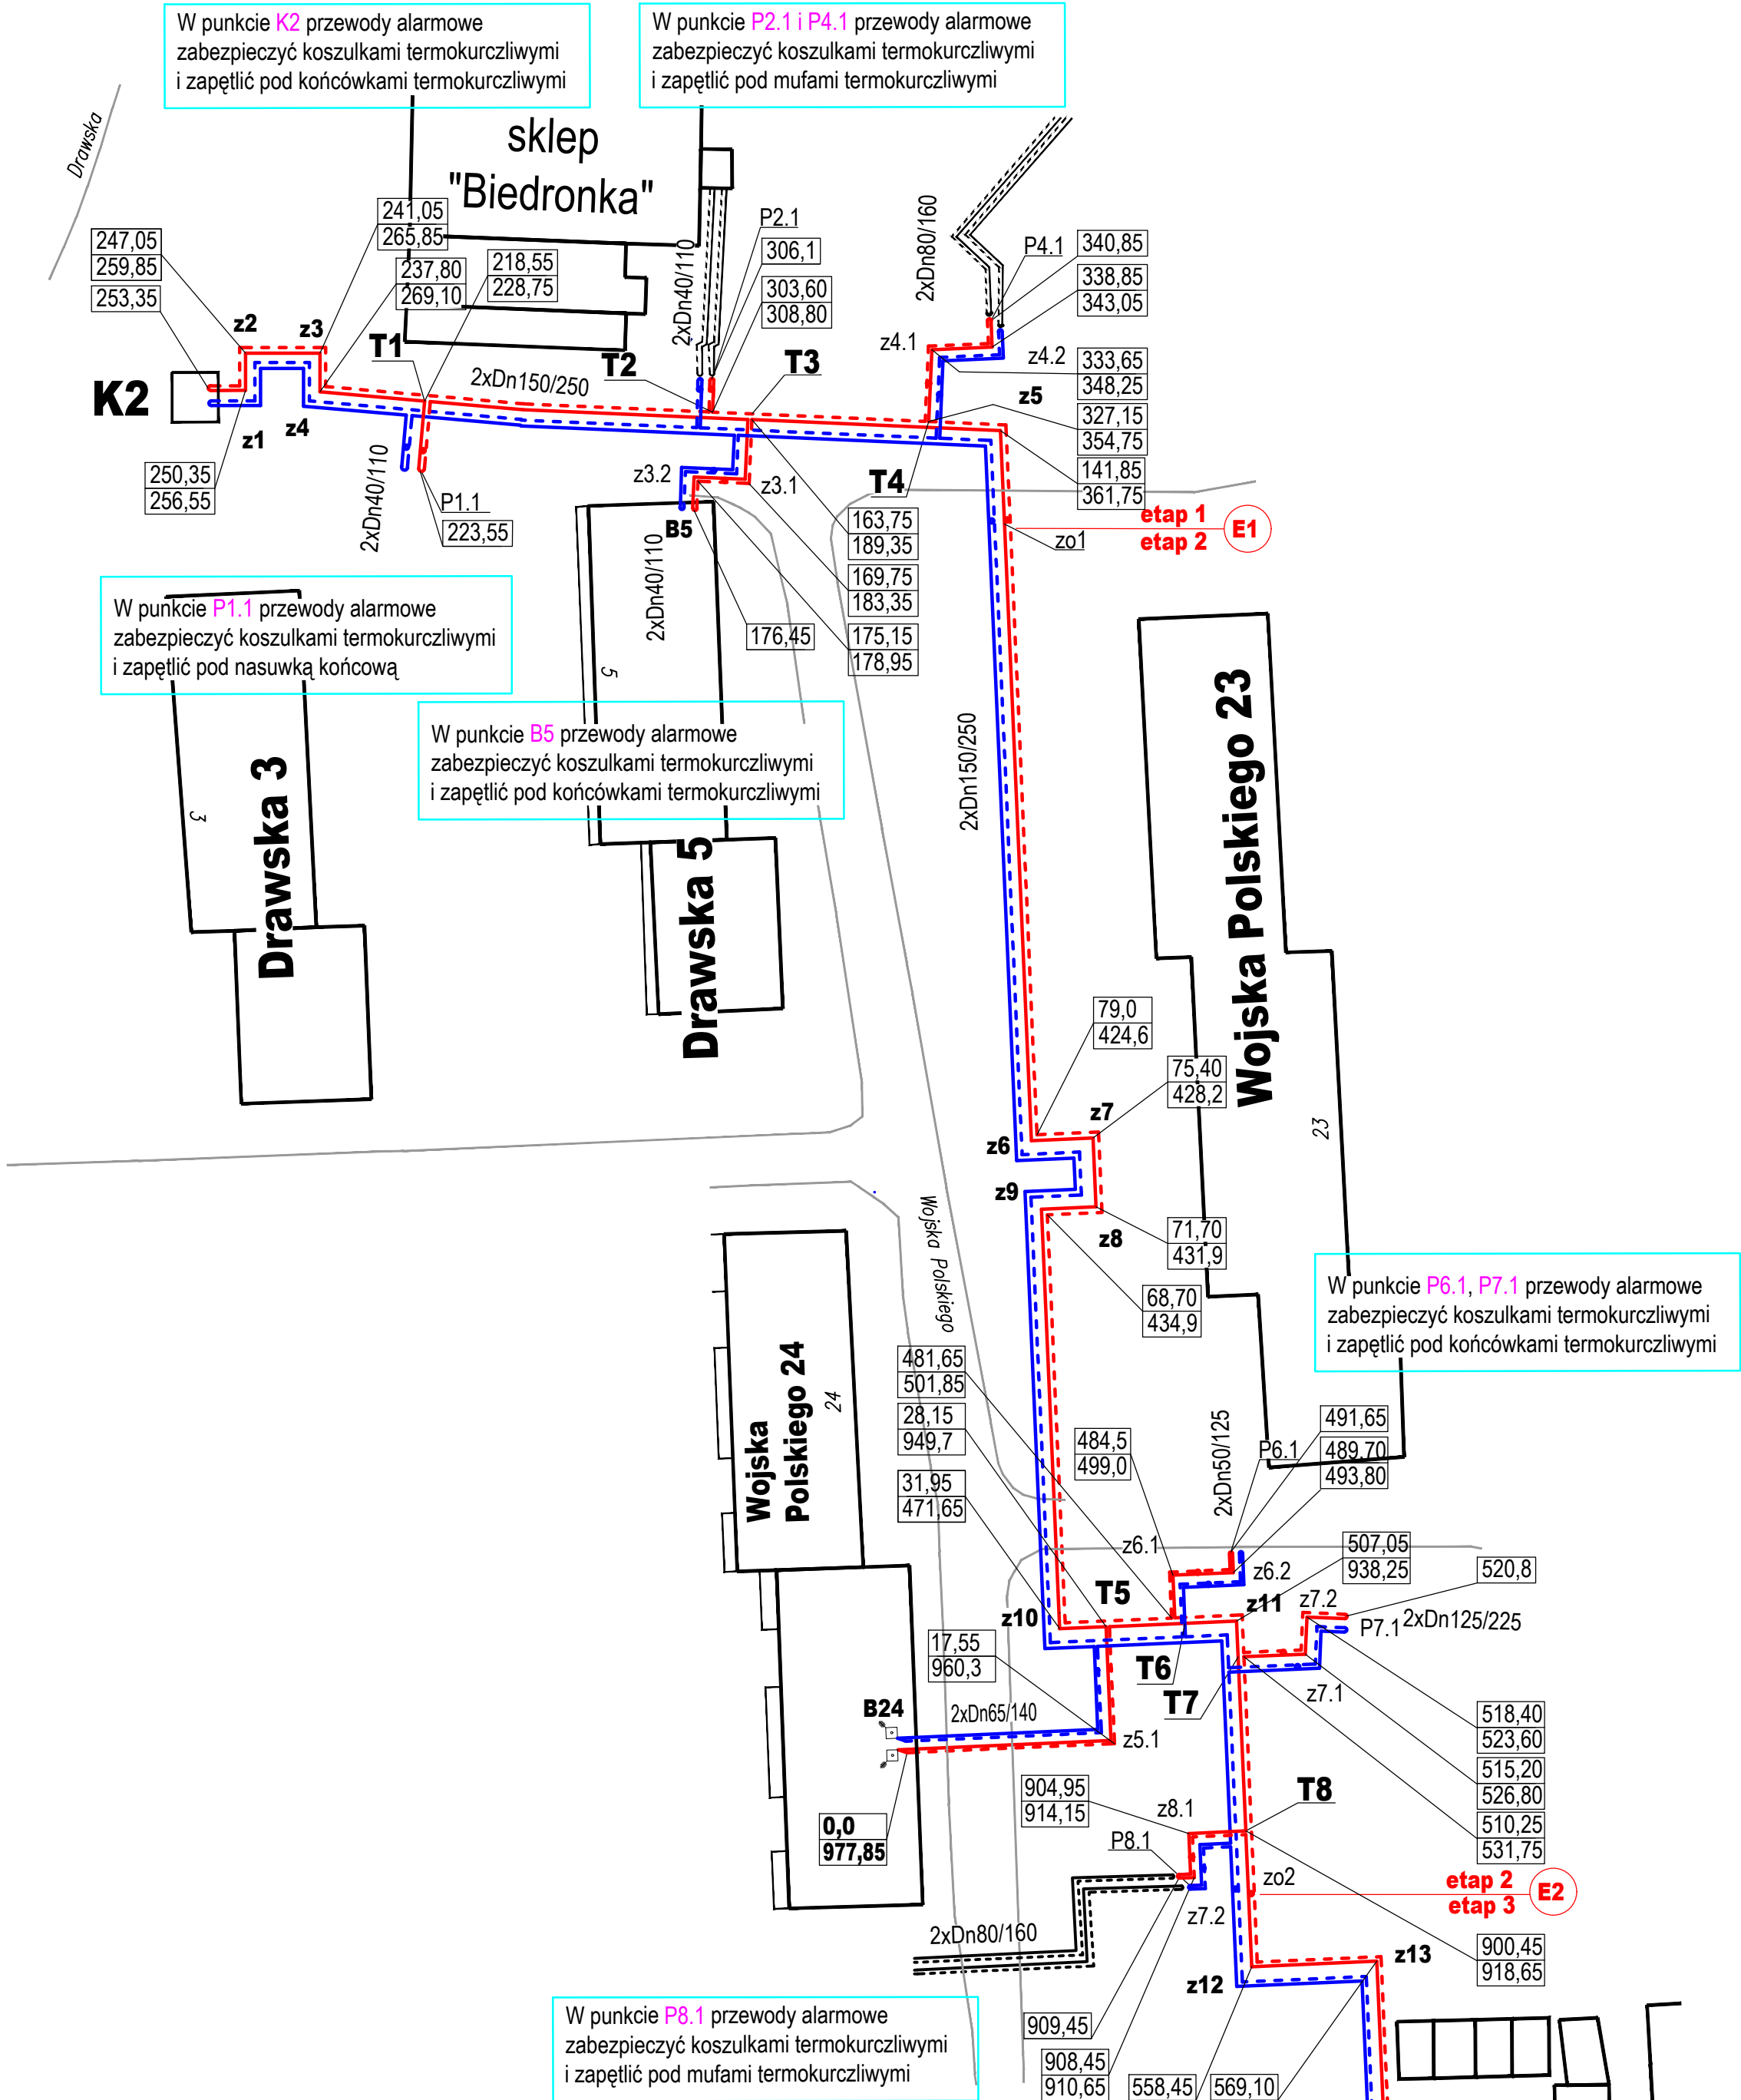 W punkcie K2 przewody alarmowe
zabezpieczyć koszulkami termokurczliwymi
i zapętlić pod końcówkami termokurczliwymi
W punkcie P2.1 i P4.1 przewody alarmowe
zabezpieczyć koszulkami termokurczliwymi
i zapętlić pod mufami termokurczliwymi
Drawska
sklep
"Biedronka"
247,05
259,85
253,35
241,05
265,85
237,80
269,10
218,55
228,75
2xDn40/110
P2.1
306,1
303,60
308,80
2xDn80/160
P4.1
340,85
338,85
343,05
z2
z3
T1
T2
T3
z4.1
z4.2
333,65
348,25
K2
2xDn150/250
z5
327,15
354,75
z1
z4
250,35
256,55
2xDn40/110
P1.1
223,55
z3.2
z3.1
B5
T4
141,85
361,75
163,75
189,35
etap 1
etap 2
E1
zo1
169,75
183,35
175,15
178,95
176,45
2xDn40/110
W punkcie P1.1 przewody alarmowe
zabezpieczyć koszulkami termokurczliwymi
i zapętlić pod nasuwką końcową
5
W punkcie B5 przewody alarmowe
zabezpieczyć koszulkami termokurczliwymi
i zapętlić pod końcówkami termokurczliwymi
3
Drawska 3
Drawska 5
2xDn150/250
Wojska Polskiego 23
23
79,0
424,6
75,40
428,2
z7
z6
z9
z8
71,70
431,9
68,70
434,9
Wojska Polskiego
W punkcie P6.1, P7.1 przewody alarmowe
zabezpieczyć koszulkami termokurczliwymi
i zapętlić pod końcówkami termokurczliwymi
Wojska
Polskiego 24
24
481,65
501,85
28,15
949,7
31,95
471,65
484,5
499,0
2xDn50/125
P6.1
491,65
489,70
493,80
z6.1
z6.2
507,05
938,25
520,8
T5
z10
z11
z7.2
P7.1
2xDn125/225
17,55
960,3
T6
T7
z7.1
B24
2xDn65/140
z5.1
518,40
523,60
515,20
526,80
510,25
531,75
0,0
977,85
904,95
914,15
z8.1
P8.1
T8
zo2
etap 2
etap 3
E2
z7.2
2xDn80/160
900,45
918,65
z12
z13
W punkcie P8.1 przewody alarmowe
zabezpieczyć koszulkami termokurczliwymi
i zapętlić pod mufami termokurczliwymi
909,45
908,45
910,65
558,45
569,10